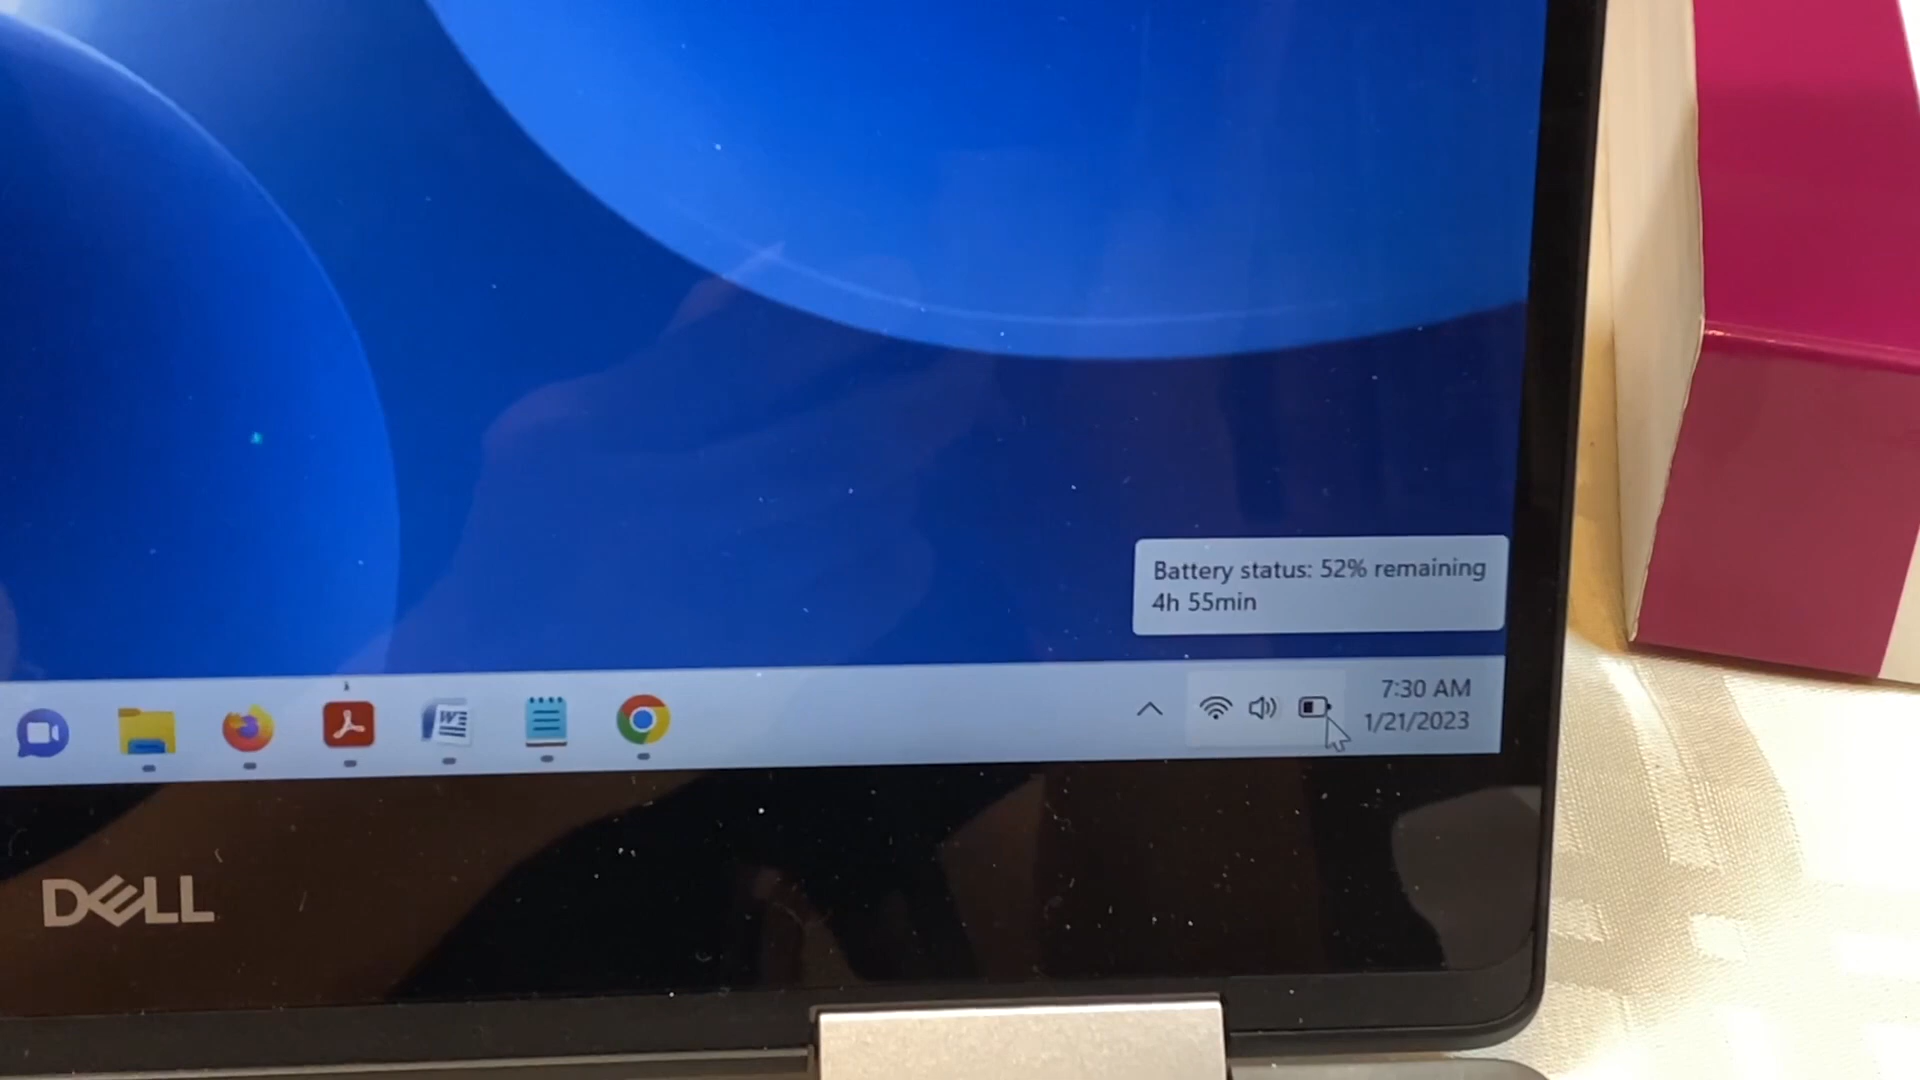 Battery status: 52% remaining
4h 55min
7:30 AM
1/21/2023
DELL